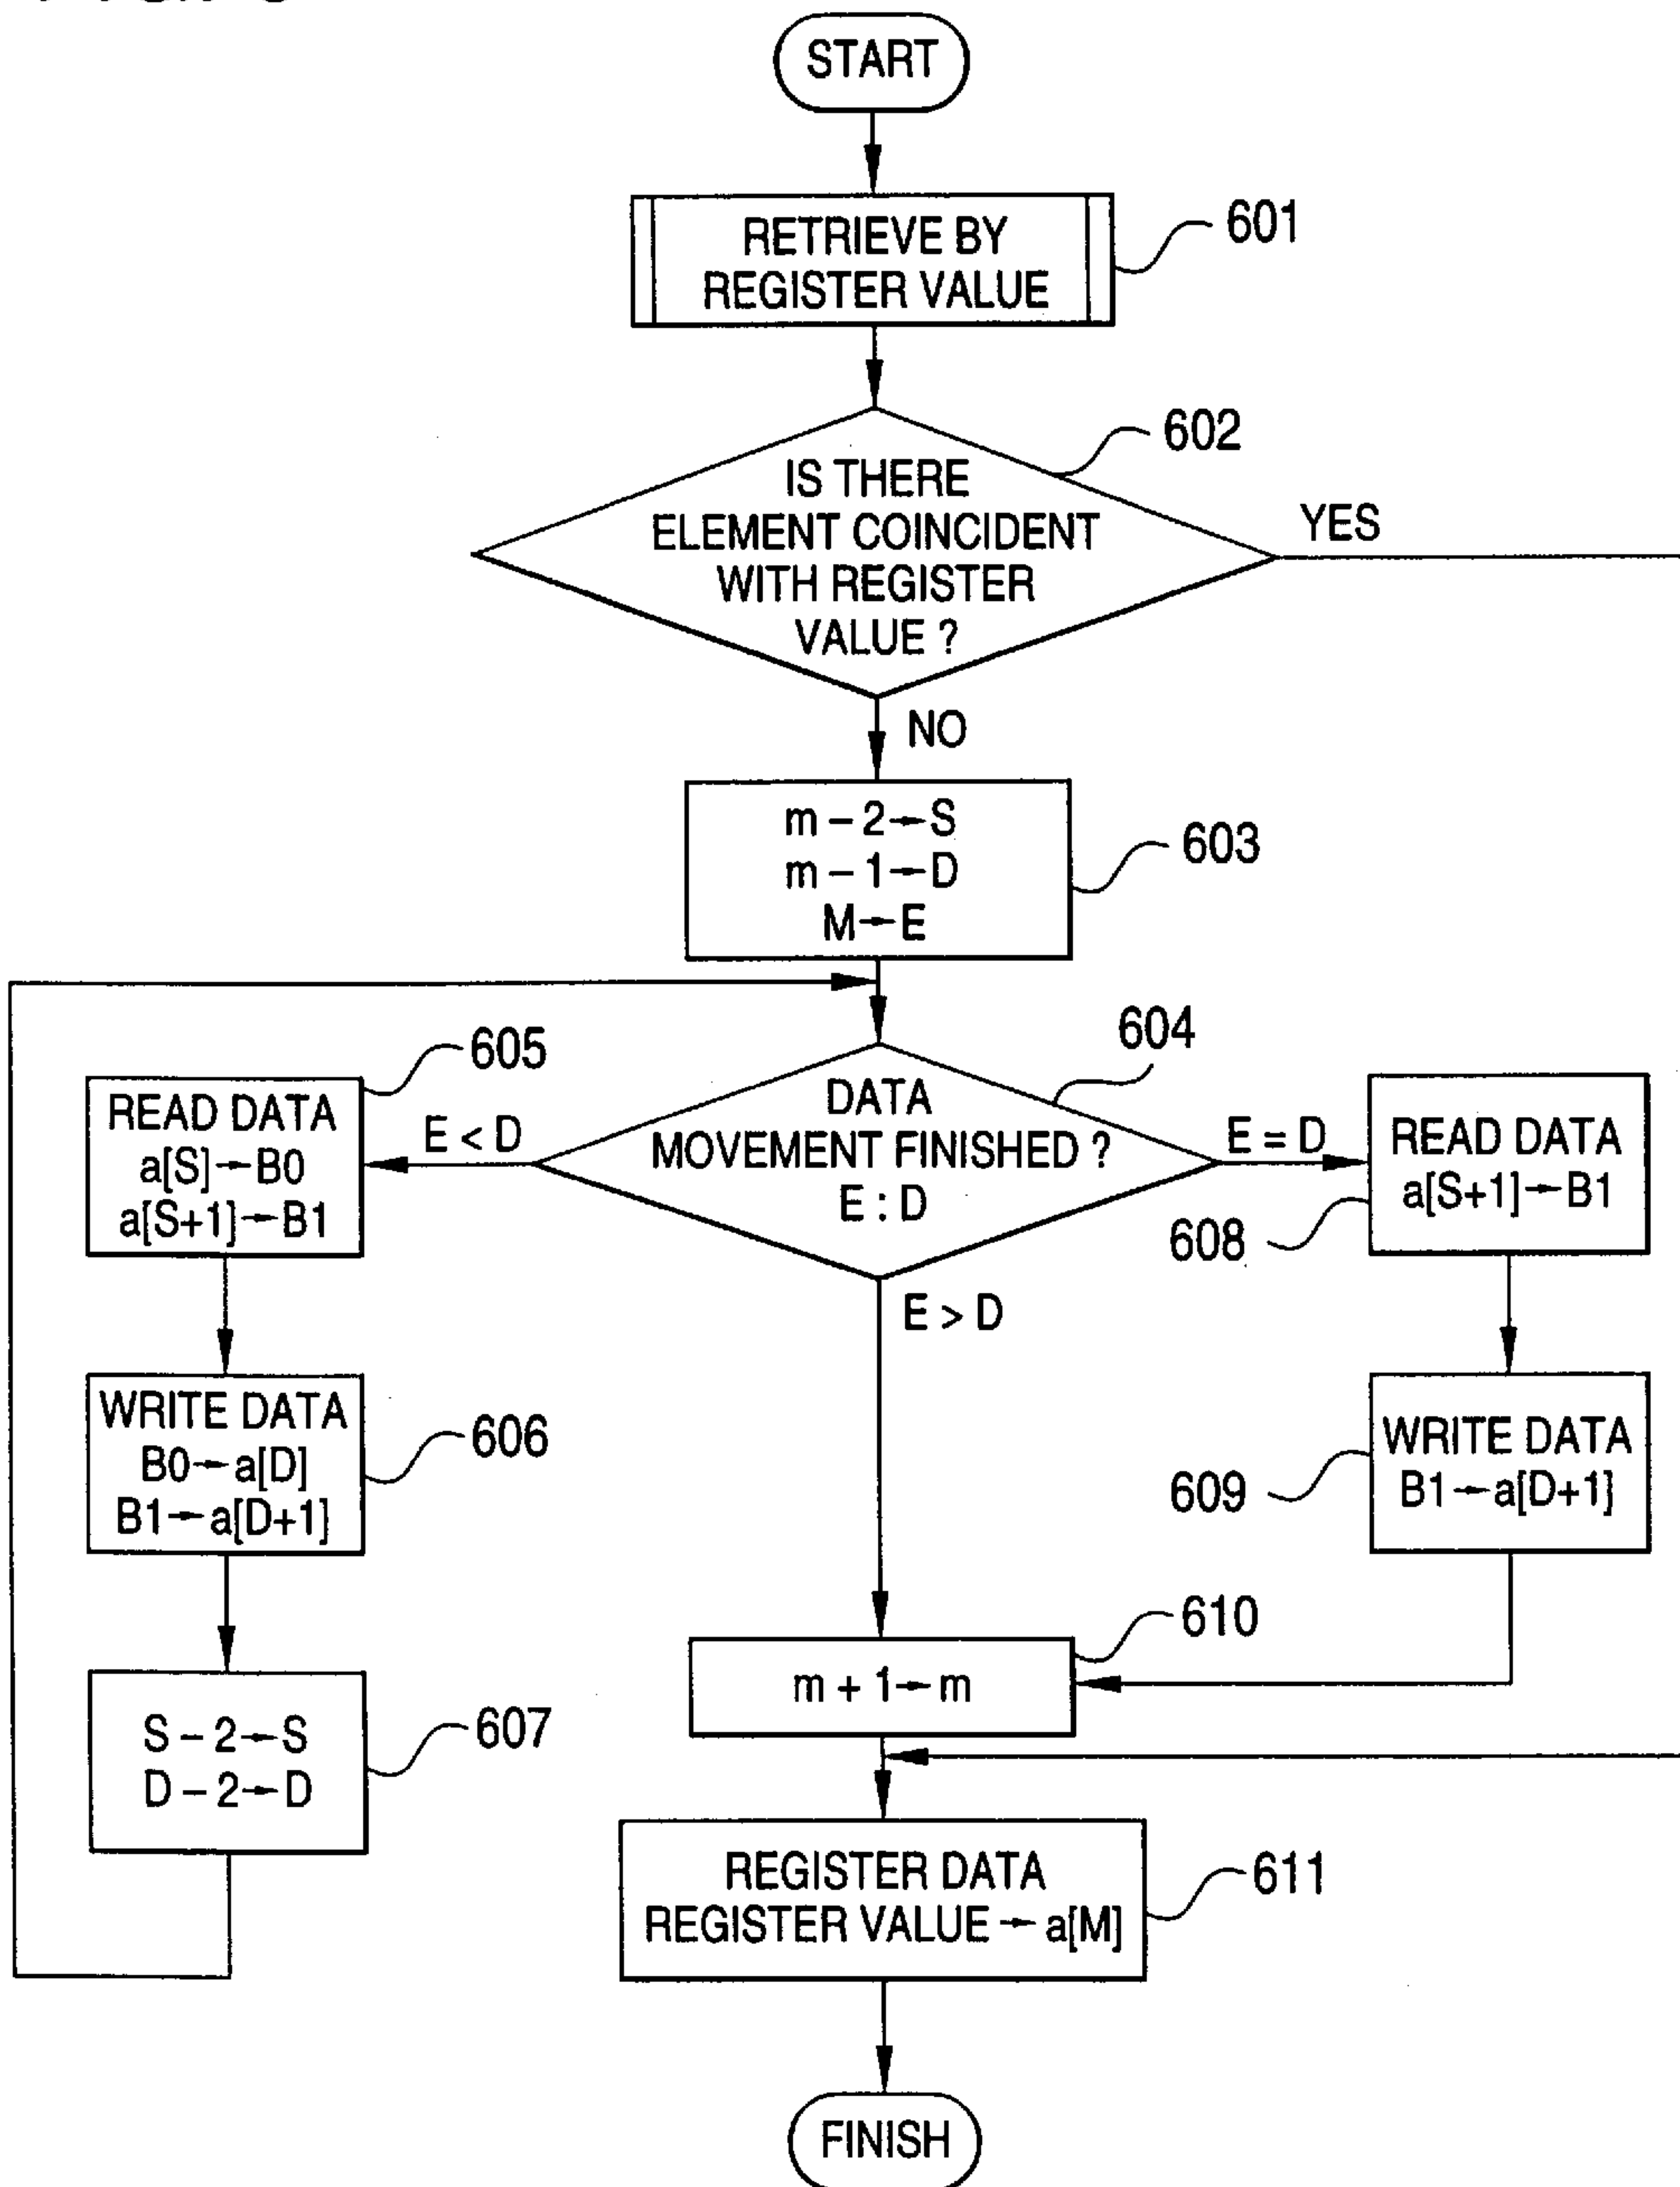 START
RETRIEVE BY
REGISTER VALUE
601
602
IS THERE
ELEMENT COINCIDENT
WITH REGISTER
VALUE ?
YES
NO
m – 2→S
m – 1→D
M→E
603
604
605
READ DATA
a[S]→B0
a[S+1]→B1
E < D
DATA
MOVEMENT FINISHED ?
E : D
E = D
READ DATA
a[S+1]→B1
608
E > D
WRITE DATA
B0→a[D]
B1→a[D+1]
606
WRITE DATA
B1→a[D+1]
609
610
m + 1→m
S – 2→S
D – 2→D
607
REGISTER DATA
REGISTER VALUE → a[M]
611
FINISH